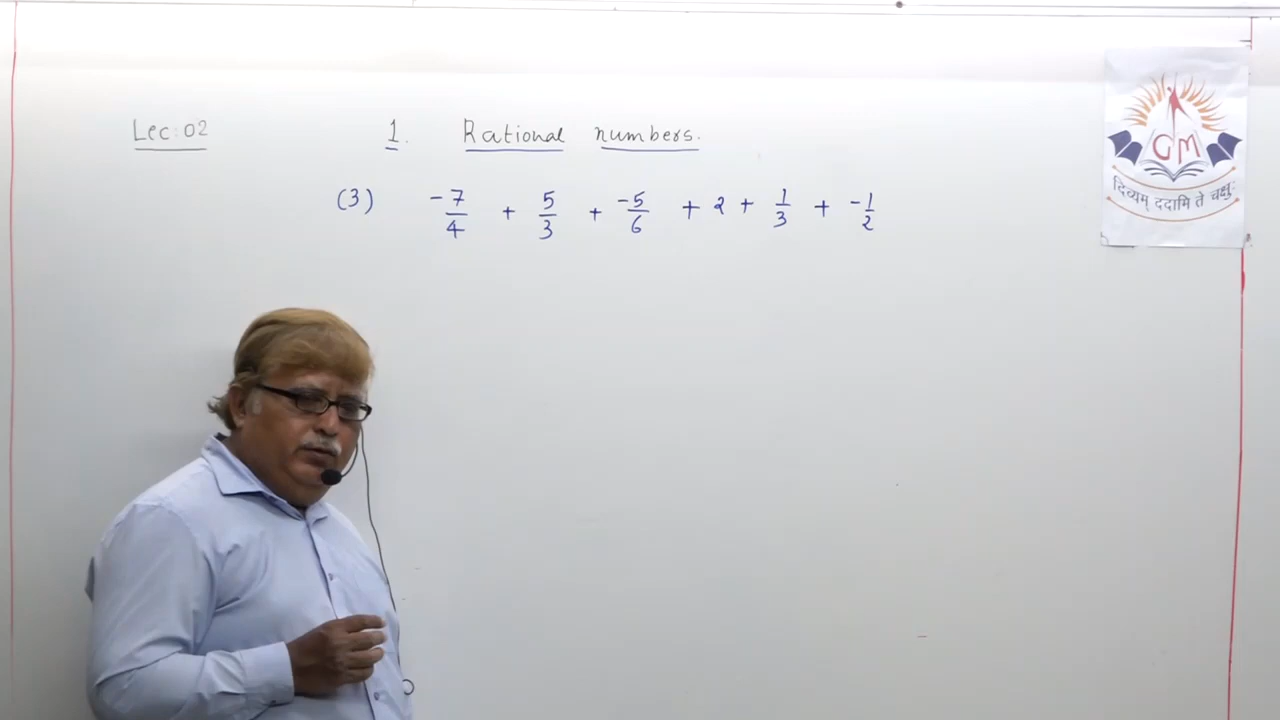 Lec:02
1. Rational numbers.
(3) -7/4 + 5/3 + -5/6 + 2 + 1/3 + -1/2
GM
दिव्यम् ददामि ते चक्षुः